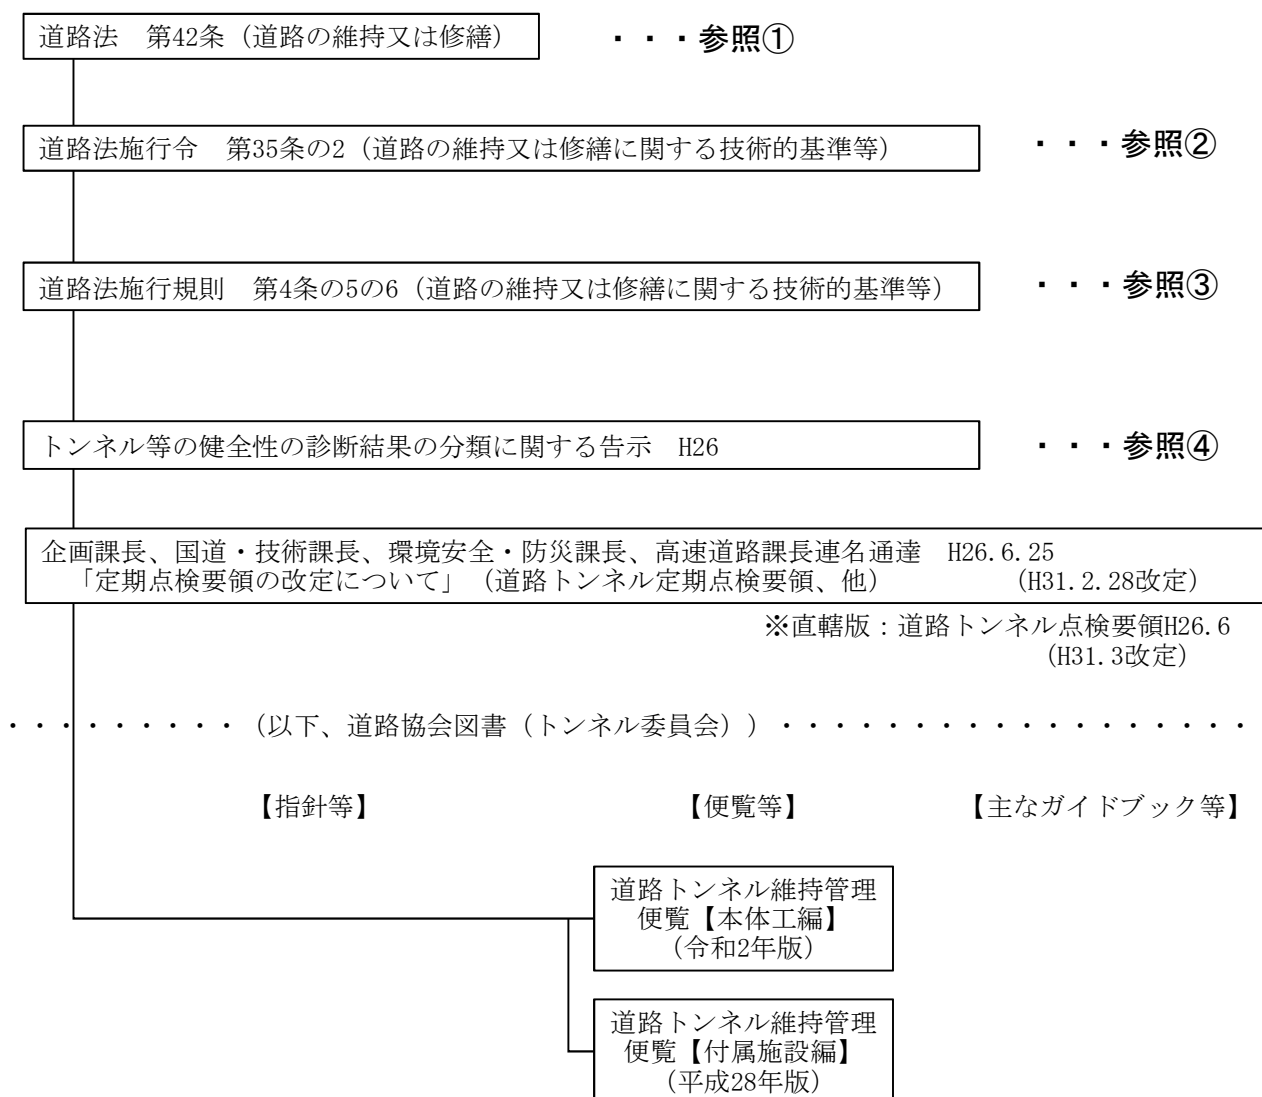 道路法　第42条（道路の維持又は修繕）　・・・参照①
道路法施行令　第35条の2（道路の維持又は修繕に関する技術的基準等）　・・・参照②
道路法施行規則　第4条の5の6（道路の維持又は修繕に関する技術的基準等）　・・・参照③
トンネル等の健全性の診断結果の分類に関する告示　H26　・・・参照④
企画課長、国道・技術課長、環境安全・防災課長、高速道路課長連名通達　H26.6.25
「定期点検要領の改定について」（道路トンネル定期点検要領、他）　（H31.2.28改定）
※直轄版：道路トンネル点検要領H26.6
（H31.3改定）
・・・・・・・・・（以下、道路協会図書（トンネル委員会））・・・・・・・・・・・・・・・・・・
【指針等】　【便覧等】　【主なガイドブック等】
道路トンネル維持管理
便覧【本体工編】
（令和2年版）
道路トンネル維持管理
便覧【付属施設編】
（平成28年版）